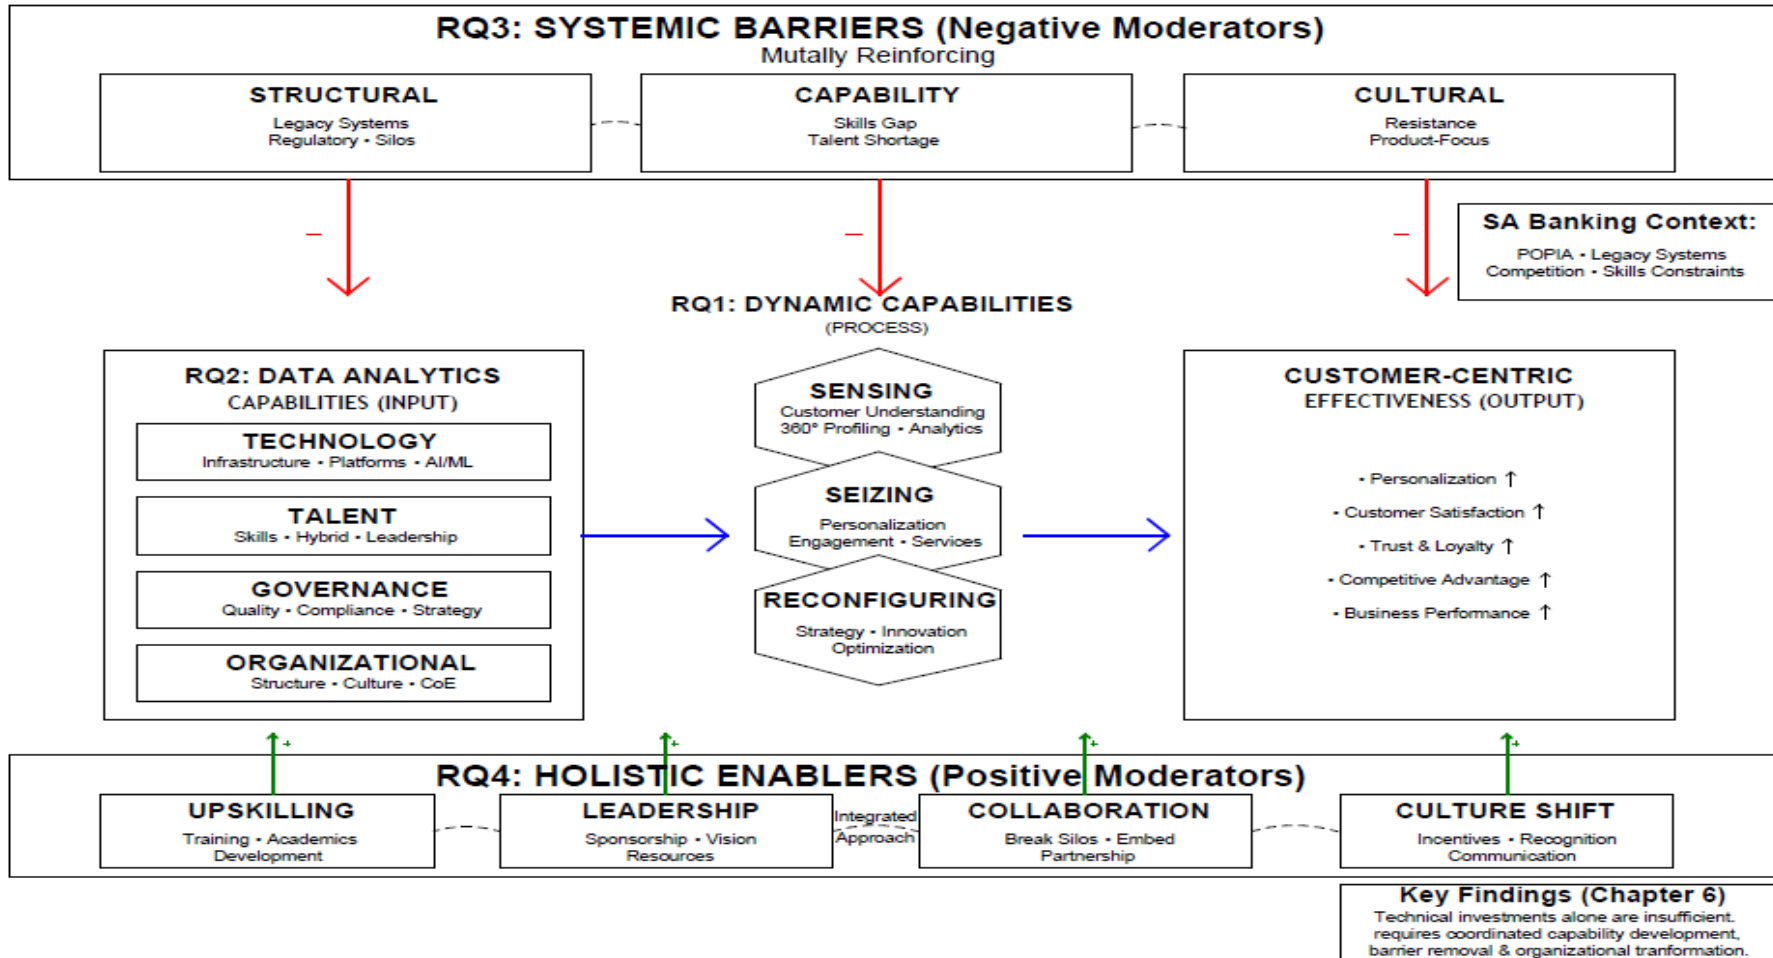 RQ3: SYSTEMIC BARRIERS (Negative Moderators)
Mutally Reinforcing
STRUCTURAL
Legacy Systems
Regulatory • Silos
CAPABILITY
Skills Gap
Talent Shortage
CULTURAL
Resistance
Product-Focus
–
–
–
SA Banking Context:
POPIA • Legacy Systems
Competition • Skills Constraints
RQ2: DATA ANALYTICS
CAPABILITIES (INPUT)
TECHNOLOGY
Infrastructure • Platforms • AI/ML
TALENT
Skills • Hybrid • Leadership
GOVERNANCE
Quality • Compliance • Strategy
ORGANIZATIONAL
Structure • Culture • CoE
RQ1: DYNAMIC CAPABILITIES
(PROCESS)
SENSING
Customer Understanding
360° Profiling • Analytics
SEIZING
Personalization
Engagement • Services
RECONFIGURING
Strategy • Innovation
Optimization
CUSTOMER-CENTRIC
EFFECTIVENESS (OUTPUT)
• Personalization ↑
• Customer Satisfaction ↑
• Trust & Loyalty ↑
• Competitive Advantage ↑
• Business Performance ↑
+
+
+
+
RQ4: HOLISTIC ENABLERS (Positive Moderators)
UPSKILLING
Training • Academics
Development
LEADERSHIP
Sponsorship • Vision
Resources
Integrated
Approach
COLLABORATION
Break Silos • Embed
Partnership
CULTURE SHIFT
Incentives • Recognition
Communication
Key Findings (Chapter 6)
Technical investments alone are insufficient.
requires coordinated capability development,
barrier removal & organizational tranformation.